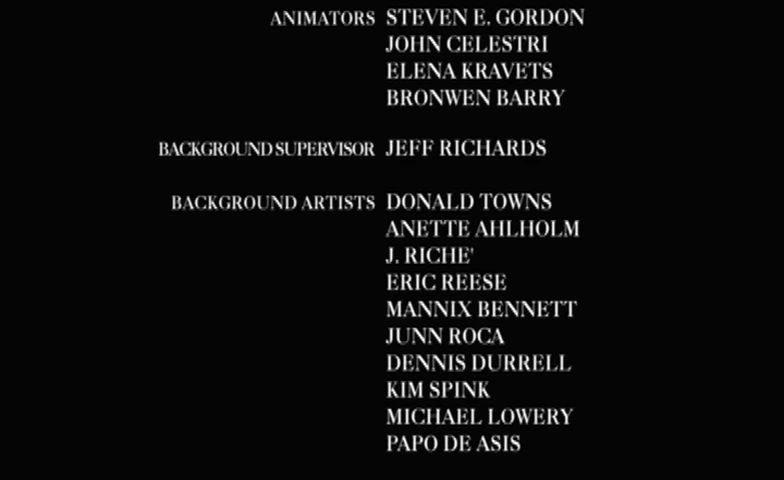 ANIMATORS STEVEN E. GORDON
JOHN CELESTRI
ELENA KRAVETS
BRONWEN BARRY
BACKGROUND SUPERVISOR JEFF RICHARDS
BACKGROUND ARTISTS DONALD TOWNS
ANETTE AHLHOLM
J. RICHE'
ERIC REESE
MANNIX BENNETT
JUNN ROCA
DENNIS DURRELL
KIM SPINK
MICHAEL LOWERY
PAPO DE ASIS